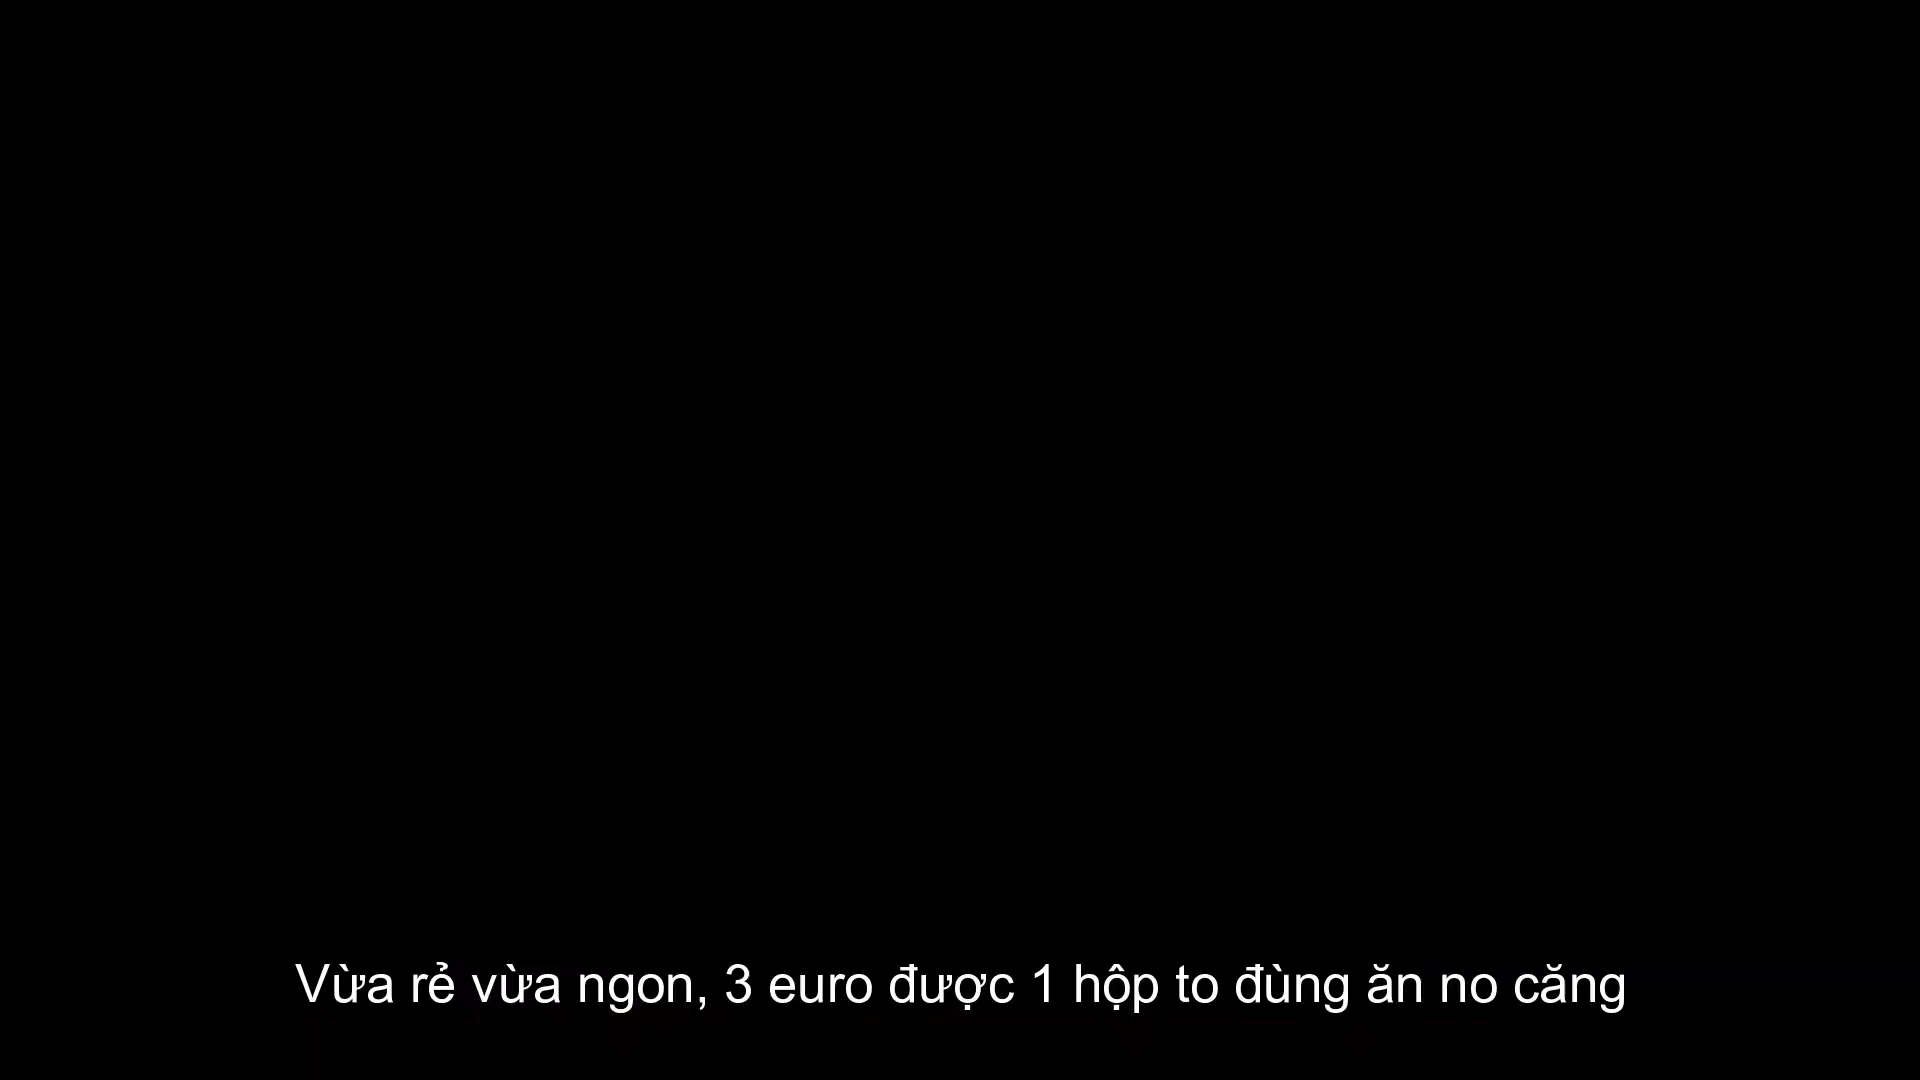 Vừa rẻ vừa ngon, 3 euro được 1 hộp to đùng ăn no căng